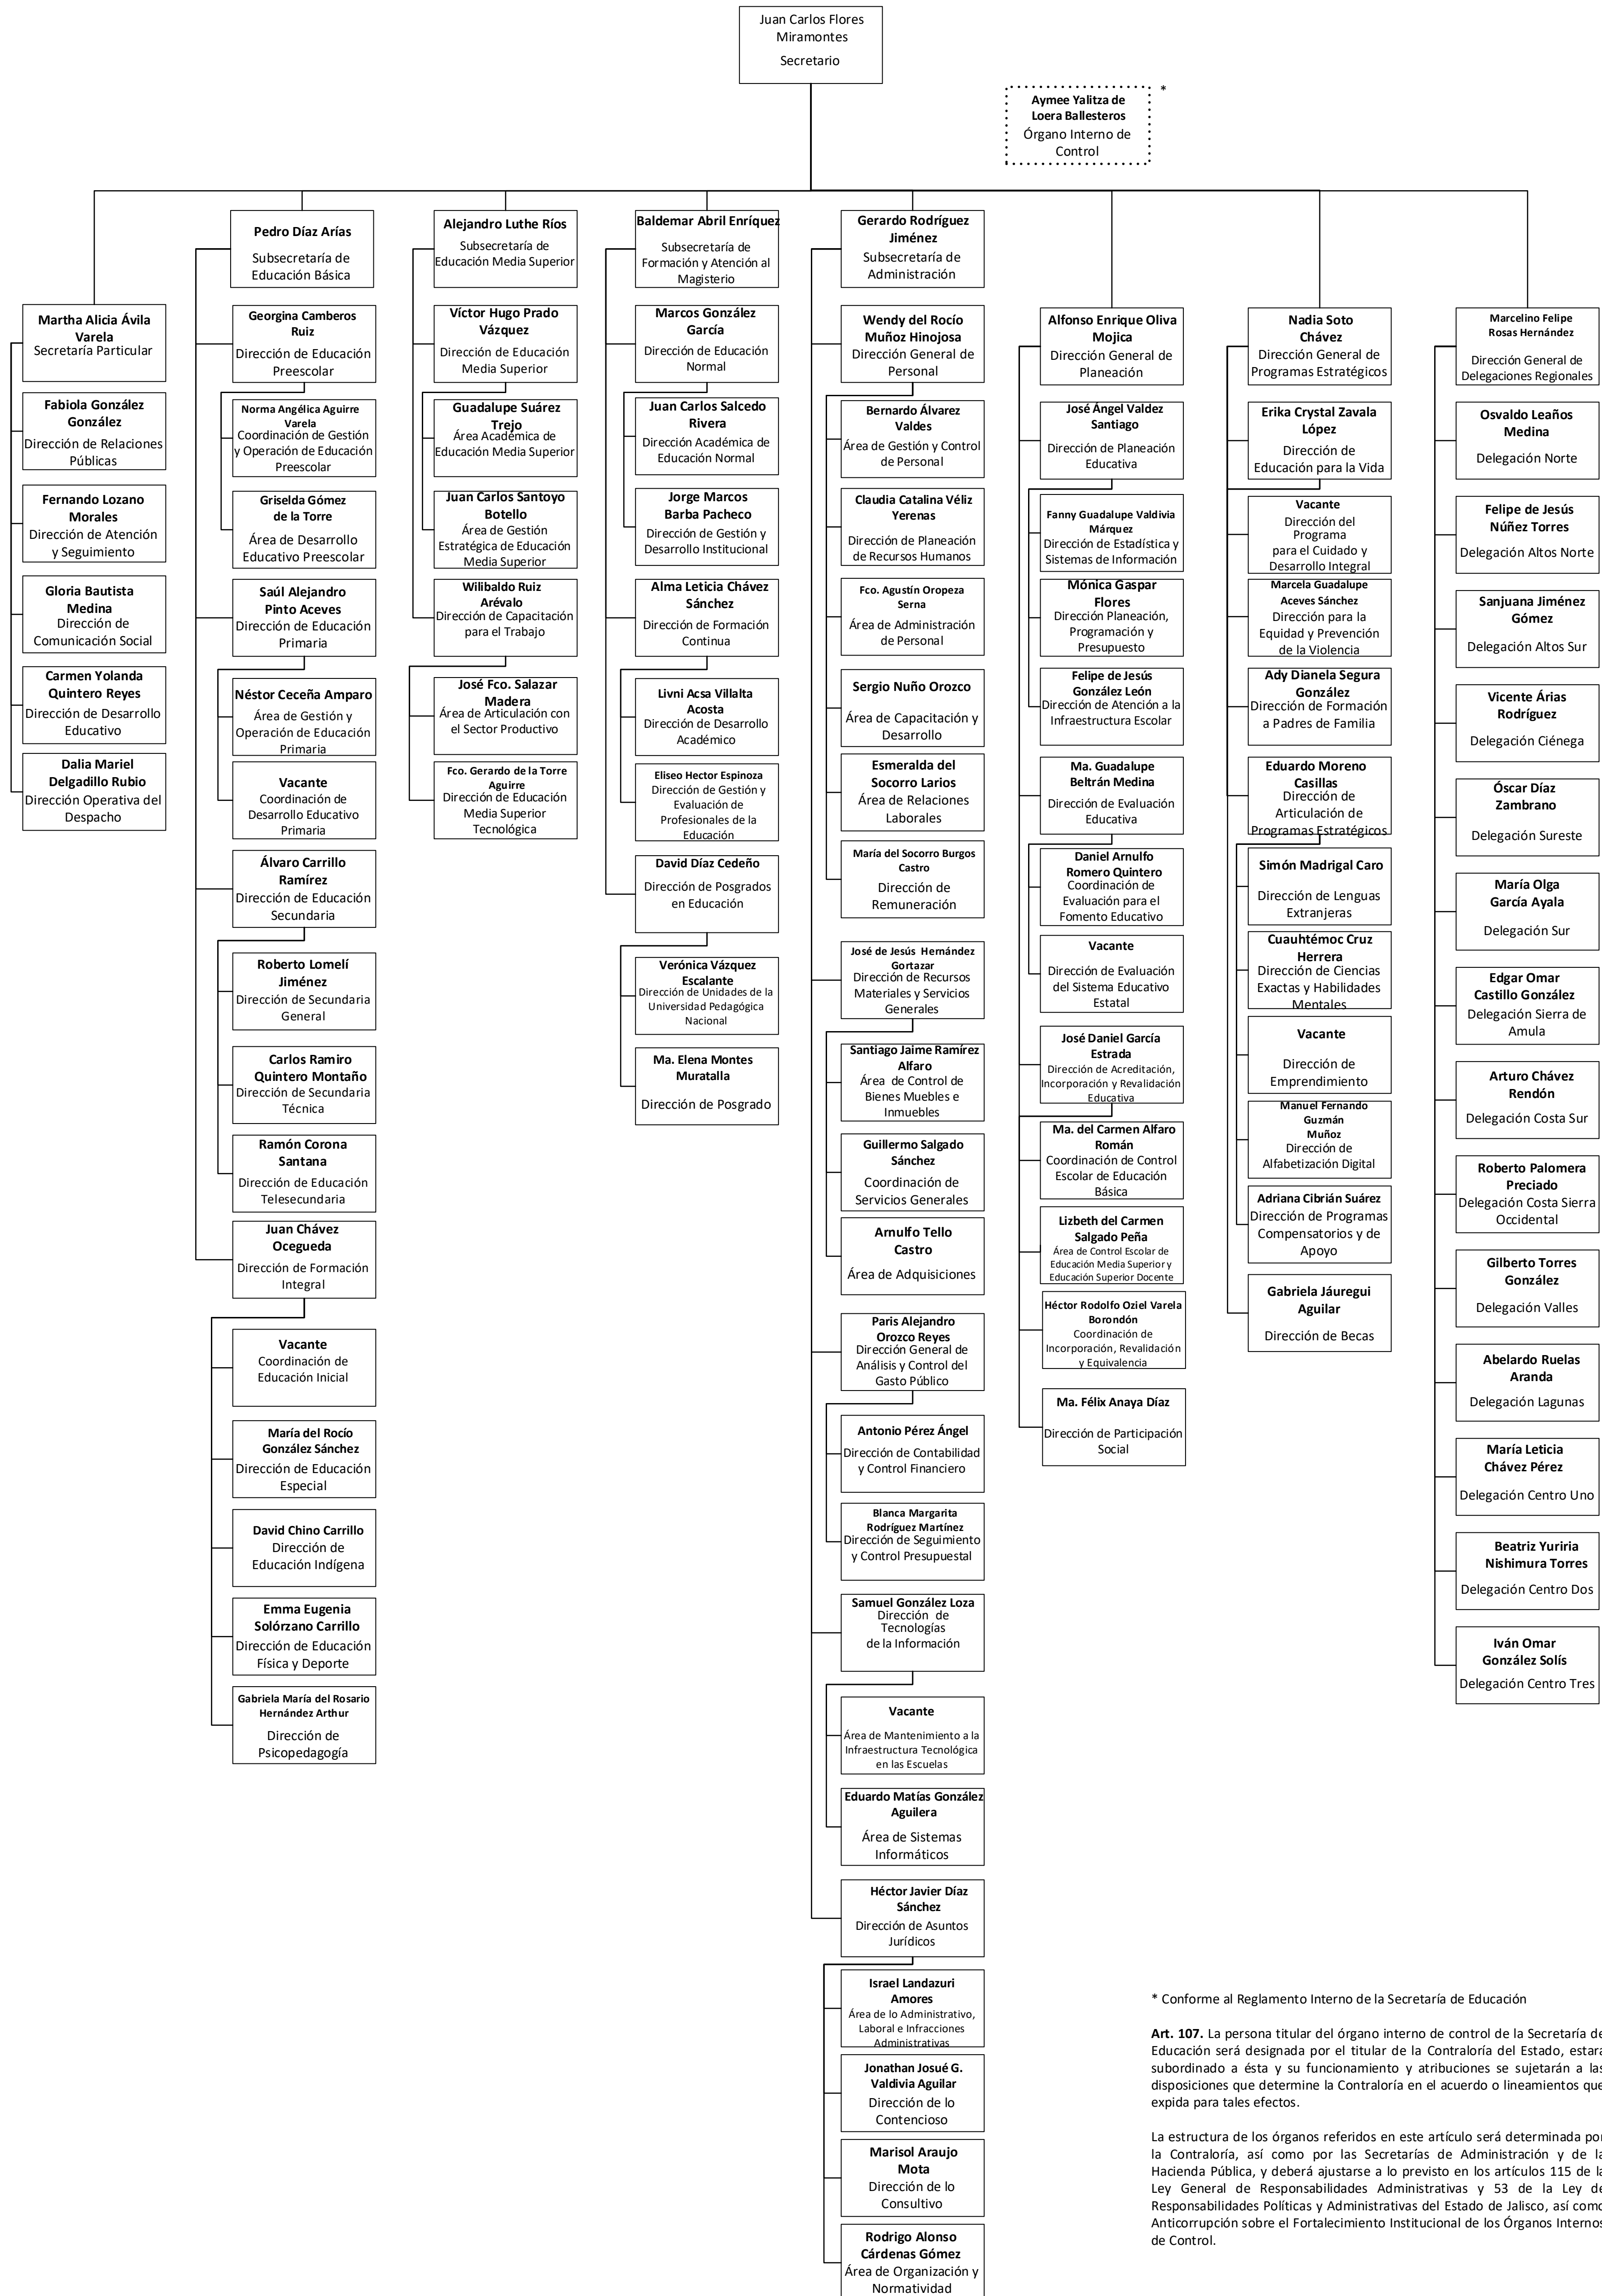 Juan Carlos Flores
Miramontes
Secretario
*
Aymee Yalitza de
Loera Ballesteros
Órgano Interno de
Control
Martha Alicia Ávila
Varela
Secretaría Particular
Fabiola González
González
Dirección de Relaciones
Públicas
Fernando Lozano
Morales
Dirección de Atención
y Seguimiento
Gloria Bautista
Medina
Dirección de
Comunicación Social
Carmen Yolanda
Quintero Reyes
Dirección de Desarrollo
Educativo
Dalia Mariel
Delgadillo Rubio
Dirección Operativa del
Despacho
Pedro Díaz Arías
Subsecretaría de
Educación Básica
Georgina Camberos
Ruiz
Dirección de Educación
Preescolar
Norma Angélica Aguirre
Varela
Coordinación de Gestión
y Operación de Educación
Preescolar
Griselda Gómez
de la Torre
Área de Desarrollo
Educativo Preescolar
Saúl Alejandro
Pinto Aceves
Dirección de Educación
Primaria
Néstor Ceceña Amparo
Área de Gestión y
Operación de Educación
Primaria
Vacante
Coordinación de
Desarrollo Educativo
Primaria
Álvaro Carrillo
Ramírez
Dirección de Educación
Secundaria
Roberto Lomelí
Jiménez
Dirección de Secundaria
General
Carlos Ramiro
Quintero Montaño
Dirección de Secundaria
Técnica
Ramón Corona
Santana
Dirección de Educación
Telesecundaria
Juan Chávez
Ocegueda
Dirección de Formación
Integral
Vacante
Coordinación de
Educación Inicial
María del Rocío
González Sánchez
Dirección de Educación
Especial
David Chino Carrillo
Dirección de
Educación Indígena
Emma Eugenia
Solórzano Carrillo
Dirección de Educación
Física y Deporte
Gabriela María del Rosario
Hernández Arthur
Dirección de
Psicopedagogía
Alejandro Luthe Ríos
Subsecretaría de
Educación Media Superior
Víctor Hugo Prado
Vázquez
Dirección de Educación
Media Superior
Guadalupe Suárez
Trejo
Área Académica de
Educación Media Superior
Juan Carlos Santoyo
Botello
Área de Gestión
Estratégica de Educación
Media Superior
Wilibaldo Ruiz
Arévalo
Dirección de Capacitación
para el Trabajo
José Fco. Salazar
Madera
Área de Articulación con
el Sector Productivo
Fco. Gerardo de la Torre
Aguirre
Dirección de Educación
Media Superior
Tecnológica
Baldemar Abril Enríquez
Subsecretaría de
Formación y Atención al
Magisterio
Marcos González
García
Dirección de Educación
Normal
Juan Carlos Salcedo
Rivera
Dirección Académica de
Educación Normal
Jorge Marcos
Barba Pacheco
Dirección de Gestión y
Desarrollo Institucional
Alma Leticia Chávez
Sánchez
Dirección de Formación
Continua
Livni Acsa Villalta
Acosta
Dirección de Desarrollo
Académico
Eliseo Hector Espinoza
Dirección de Gestión y
Evaluación de
Profesionales de la
Educación
David Díaz Cedeño
Dirección de Posgrados
en Educación
Verónica Vázquez
Escalante
Dirección de Unidades de la
Universidad Pedagógica
Nacional
Ma. Elena Montes
Muratalla
Dirección de Posgrado
Gerardo Rodríguez
Jiménez
Subsecretaría de
Administración
Wendy del Rocío
Muñoz Hinojosa
Dirección General de
Personal
Bernardo Álvarez
Valdes
Área de Gestión y Control
de Personal
Claudia Catalina Véliz
Yerenas
Dirección de Planeación
de Recursos Humanos
Fco. Agustín Oropeza
Serna
Área de Administración
de Personal
Sergio Nuño Orozco
Área de Capacitación y
Desarrollo
Esmeralda del
Socorro Larios
Área de Relaciones
Laborales
María del Socorro Burgos
Castro
Dirección de
Remuneración
José de Jesús Hernández
Gortazar
Dirección de Recursos
Materiales y Servicios
Generales
Santiago Jaime Ramírez
Alfaro
Área de Control de
Bienes Muebles e
Inmuebles
Guillermo Salgado
Sánchez
Coordinación de
Servicios Generales
Arnulfo Tello
Castro
Área de Adquisiciones
Paris Alejandro
Orozco Reyes
Dirección General de
Análisis y Control del
Gasto Público
Antonio Pérez Ángel
Dirección de Contabilidad
y Control Financiero
Blanca Margarita
Rodríguez Martínez
Dirección de Seguimiento
y Control Presupuestal
Samuel González Loza
Dirección de
Tecnologías
de la Información
Vacante
Área de Mantenimiento a la
Infraestructura Tecnológica
en las Escuelas
Eduardo Matías González
Aguilera
Área de Sistemas
Informáticos
Héctor Javier Díaz
Sánchez
Dirección de Asuntos
Jurídicos
Israel Landazuri
Amores
Área de lo Administrativo,
Laboral e Infracciones
Administrativas
Jonathan Josué G.
Valdivia Aguilar
Dirección de lo
Contencioso
Marisol Araujo
Mota
Dirección de lo
Consultivo
Rodrigo Alonso
Cárdenas Gómez
Área de Organización y
Normatividad
Alfonso Enrique Oliva
Mojica
Dirección General de
Planeación
José Ángel Valdez
Santiago
Dirección de Planeación
Educativa
Fanny Guadalupe Valdivia
Márquez
Dirección de Estadística y
Sistemas de Información
Mónica Gaspar
Flores
Dirección Planeación,
Programación y
Presupuesto
Felipe de Jesús
González León
Dirección de Atención a la
Infraestructura Escolar
Ma. Guadalupe
Beltrán Medina
Dirección de Evaluación
Educativa
Daniel Arnulfo
Romero Quintero
Coordinación de
Evaluación para el
Fomento Educativo
Vacante
Dirección de Evaluación
del Sistema Educativo
Estatal
José Daniel García
Estrada
Dirección de Acreditación,
Incorporación y Revalidación
Educativa
Ma. del Carmen Alfaro
Román
Coordinación de Control
Escolar de Educación
Básica
Lizbeth del Carmen
Salgado Peña
Área de Control Escolar de
Educación Media Superior y
Educación Superior Docente
Héctor Rodolfo Oziel Varela
Borondón
Coordinación de
Incorporación, Revalidación
y Equivalencia
Ma. Félix Anaya Díaz
Dirección de Participación
Social
Nadia Soto
Chávez
Dirección General de
Programas Estratégicos
Erika Crystal Zavala
López
Dirección de
Educación para la Vida
Vacante
Dirección del
Programa
para el Cuidado y
Desarrollo Integral
Marcela Guadalupe
Aceves Sánchez
Dirección para la
Equidad y Prevención
de la Violencia
Ady Dianela Segura
González
Dirección de Formación
a Padres de Familia
Eduardo Moreno
Casillas
Dirección de
Articulación de
Programas Estratégicos
Simón Madrigal Caro
Dirección de Lenguas
Extranjeras
Cuauhtémoc Cruz
Herrera
Dirección de Ciencias
Exactas y Habilidades
Mentales
Vacante
Dirección de
Emprendimiento
Manuel Fernando
Guzmán
Muñoz
Dirección de
Alfabetización Digital
Adriana Cibrián Suárez
Dirección de Programas
Compensatorios y de
Apoyo
Gabriela Jáuregui
Aguilar
Dirección de Becas
Marcelino Felipe
Rosas Hernández
Dirección General de
Delegaciones Regionales
Osvaldo Leaños
Medina
Delegación Norte
Felipe de Jesús
Núñez Torres
Delegación Altos Norte
Sanjuana Jiménez
Gómez
Delegación Altos Sur
Vicente Árias
Rodríguez
Delegación Ciénega
Óscar Díaz
Zambrano
Delegación Sureste
María Olga
García Ayala
Delegación Sur
Edgar Omar
Castillo González
Delegación Sierra de
Amula
Arturo Chávez
Rendón
Delegación Costa Sur
Roberto Palomera
Preciado
Delegación Costa Sierra
Occidental
Gilberto Torres
González
Delegación Valles
Abelardo Ruelas
Aranda
Delegación Lagunas
María Leticia
Chávez Pérez
Delegación Centro Uno
Beatriz Yuriria
Nishimura Torres
Delegación Centro Dos
Iván Omar
González Solís
Delegación Centro Tres
* Conforme al Reglamento Interno de la Secretaría de Educación
Art. 107. La persona titular del órgano interno de control de la Secretaría de
Educación será designada por el titular de la Contraloría del Estado, estará
subordinado a ésta y su funcionamiento y atribuciones se sujetarán a las
disposiciones que determine la Contraloría en el acuerdo o lineamientos que
expida para tales efectos.
La estructura de los órganos referidos en este artículo será determinada por
la Contraloría, así como por las Secretarías de Administración y de la
Hacienda Pública, y deberá ajustarse a lo previsto en los artículos 115 de la
Ley General de Responsabilidades Administrativas y 53 de la Ley de
Responsabilidades Políticas y Administrativas del Estado de Jalisco, así como
Anticorrupción sobre el Fortalecimiento Institucional de los Órganos Internos
de Control.